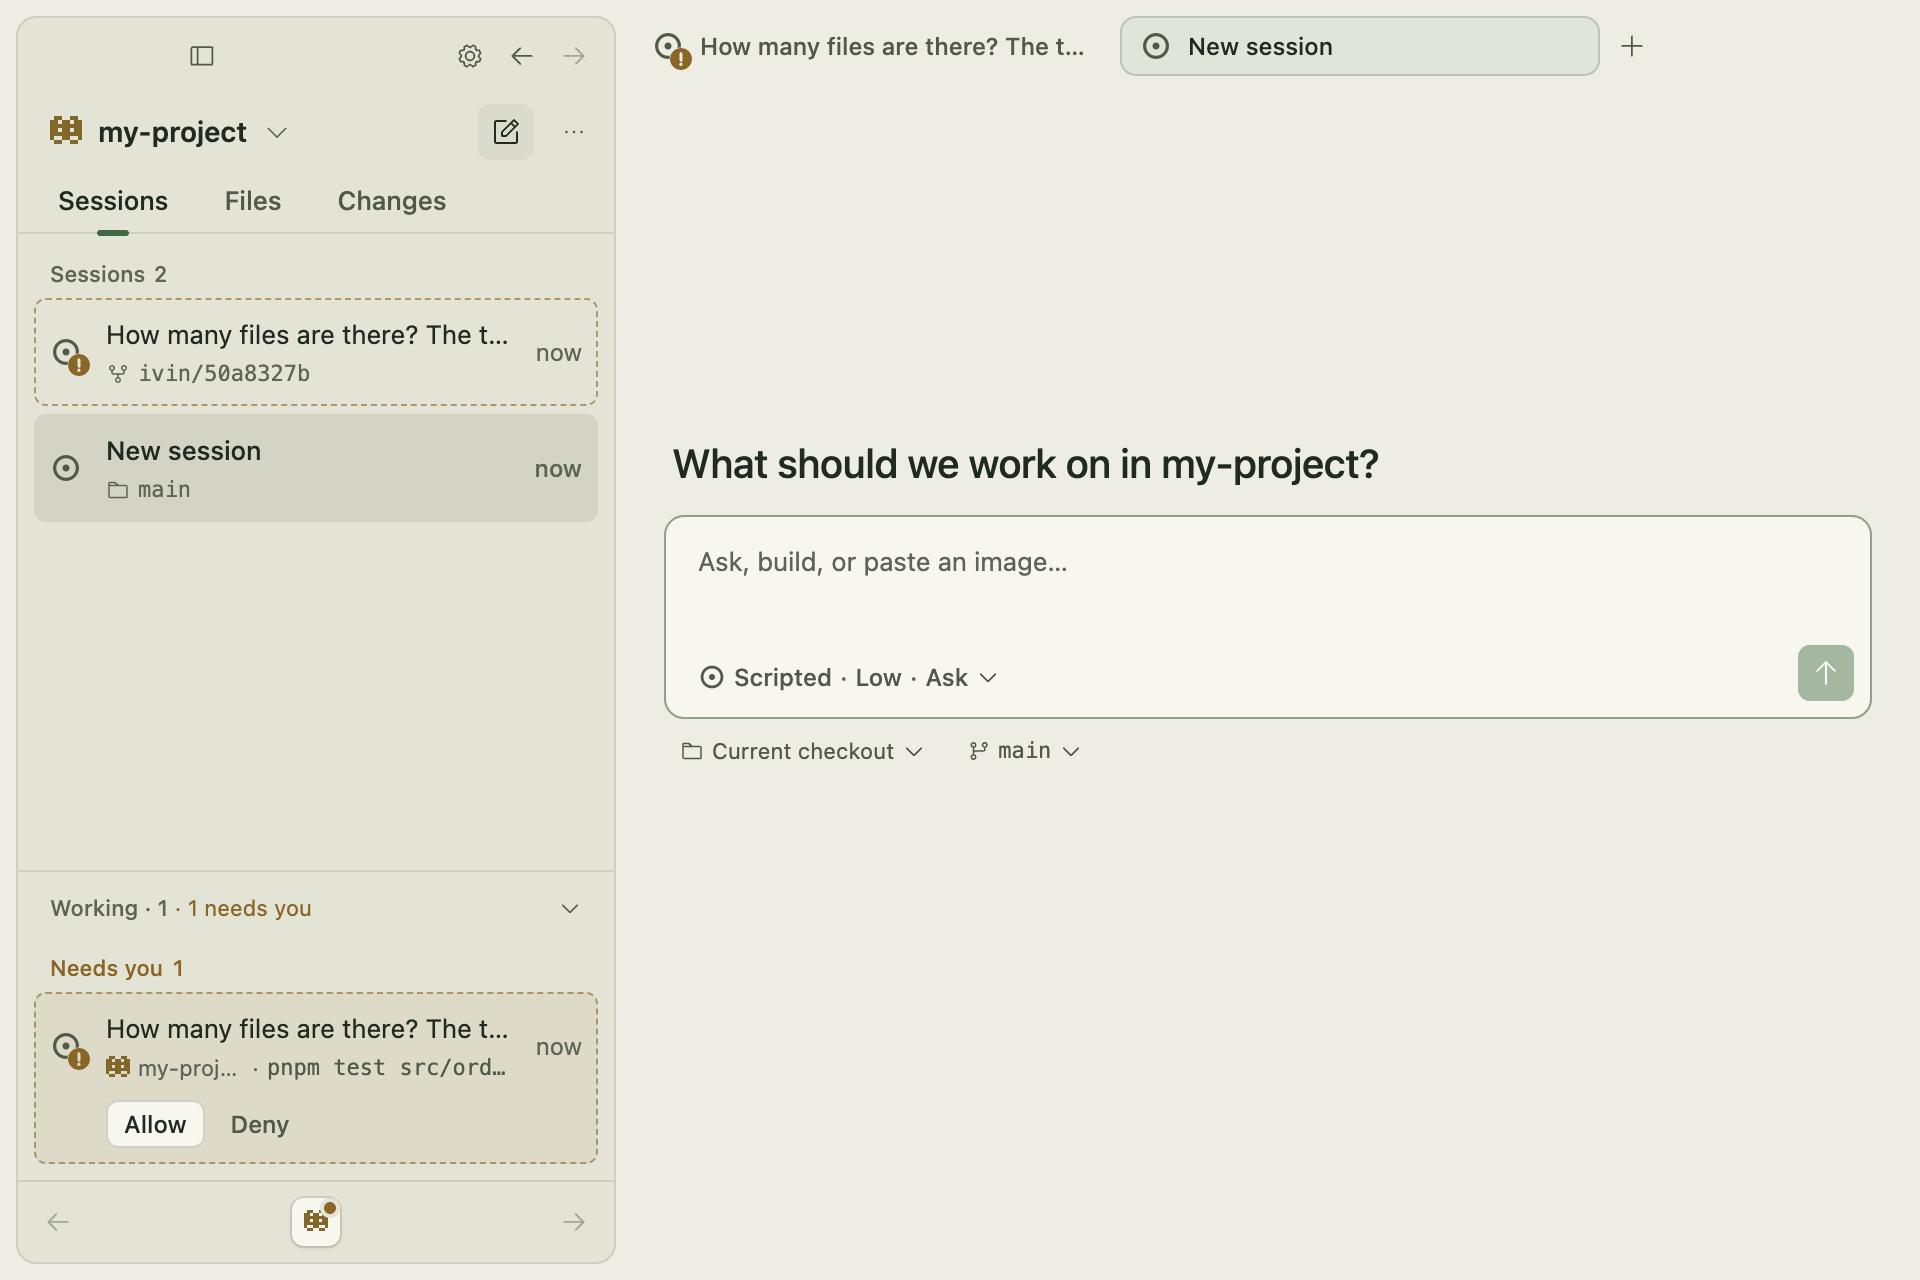 my-project
Sessions Files Changes
Sessions 2
How many files are there? The t...
now
ivin/50a8327b
New session
now
main
Working · 1 · 1 needs you
Needs you 1
How many files are there? The t...
now
my-proj... · pnpm test src/ord...
Allow Deny
How many files are there? The t...
New session
What should we work on in my-project?
Ask, build, or paste an image...
Scripted · Low · Ask
Current checkout main